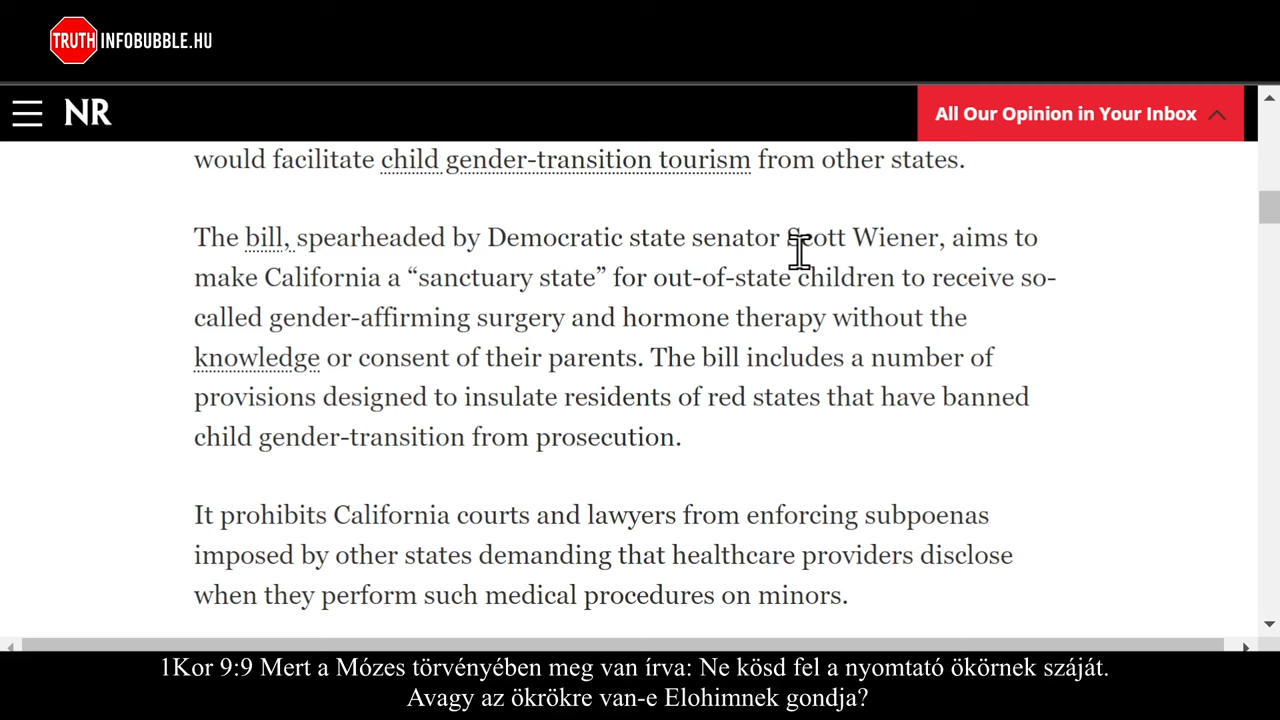 TRUTH INFOBUBBLE.HU
NR
All Our Opinion in Your Inbox
would facilitate child gender-transition tourism from other states.
The bill, spearheaded by Democratic state senator Scott Wiener, aims to
make California a “sanctuary state” for out-of-state children to receive so-
called gender-affirming surgery and hormone therapy without the
knowledge or consent of their parents. The bill includes a number of
provisions designed to insulate residents of red states that have banned
child gender-transition from prosecution.
It prohibits California courts and lawyers from enforcing subpoenas
imposed by other states demanding that healthcare providers disclose
when they perform such medical procedures on minors.
1Kor 9:9 Mert a Mózes törvényében meg van írva: Ne kösd fel a nyomtató ökörnek száját.
Avagy az ökrökre van-e Elohimnek gondja?